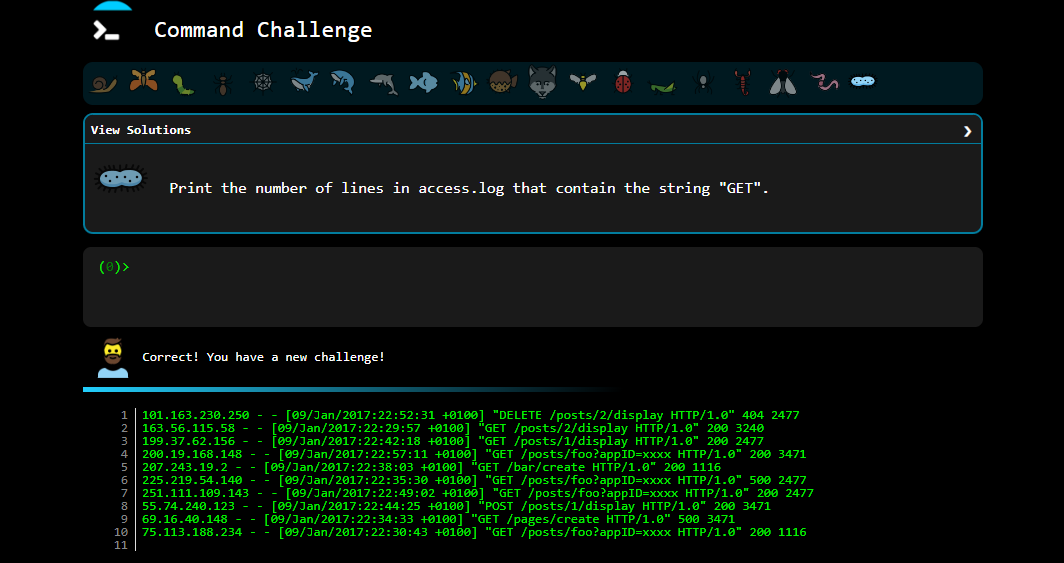 Command Challenge
View Solutions
Print the number of lines in access.log that contain the string "GET".
(0)>
Correct! You have a new challenge!
1 101.163.230.250 - - [09/Jan/2017:22:52:31 +0100] "DELETE /posts/2/display HTTP/1.0" 404 2477
2 163.56.115.58 - - [09/Jan/2017:22:29:57 +0100] "GET /posts/2/display HTTP/1.0" 200 3240
3 199.37.62.156 - - [09/Jan/2017:22:42:18 +0100] "GET /posts/1/display HTTP/1.0" 200 2477
4 200.19.168.148 - - [09/Jan/2017:22:57:11 +0100] "GET /posts/foo?appID=xxxx HTTP/1.0" 200 3471
5 207.243.19.2 - - [09/Jan/2017:22:38:03 +0100] "GET /bar/create HTTP/1.0" 200 1116
6 225.219.54.140 - - [09/Jan/2017:22:35:30 +0100] "GET /posts/foo?appID=xxxx HTTP/1.0" 500 2477
7 251.111.109.143 - - [09/Jan/2017:22:49:02 +0100] "GET /posts/foo?appID=xxxx HTTP/1.0" 200 2477
8 55.74.240.123 - - [09/Jan/2017:22:44:25 +0100] "POST /posts/1/display HTTP/1.0" 200 3471
9 69.16.40.148 - - [09/Jan/2017:22:34:33 +0100] "GET /pages/create HTTP/1.0" 500 3471
10 75.113.188.234 - - [09/Jan/2017:22:30:43 +0100] "GET /posts/foo?appID=xxxx HTTP/1.0" 200 1116
11